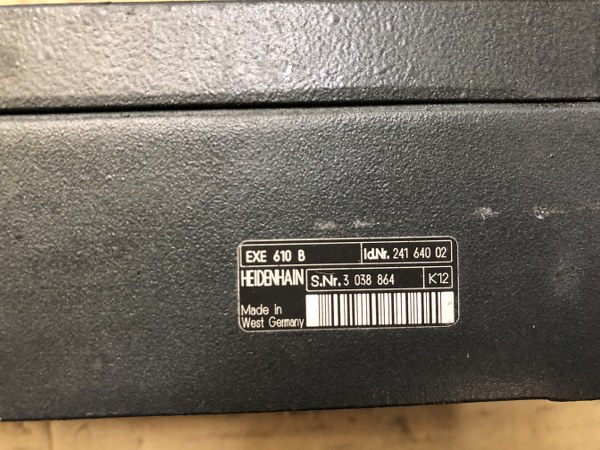 EXE 610 B Id.Nr. 241 640 02
HEIDENHAIN S.Nr. 3 038 864 K12
Made in
West Germany